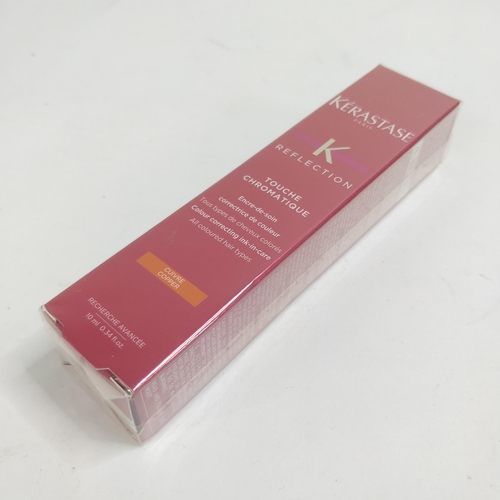 KÉRASTASE
PARIS
K
REFLECTION
TOUCHE
CHROMATIQUE
Encre-de-soin
correctrice de couleur
Tous types de cheveux colorés
Colour correcting ink-in-care
All coloured hair types
CUIVRE
COPPER
RECHERCHE AVANCÉE
10 ml 0.34 fl.oz.